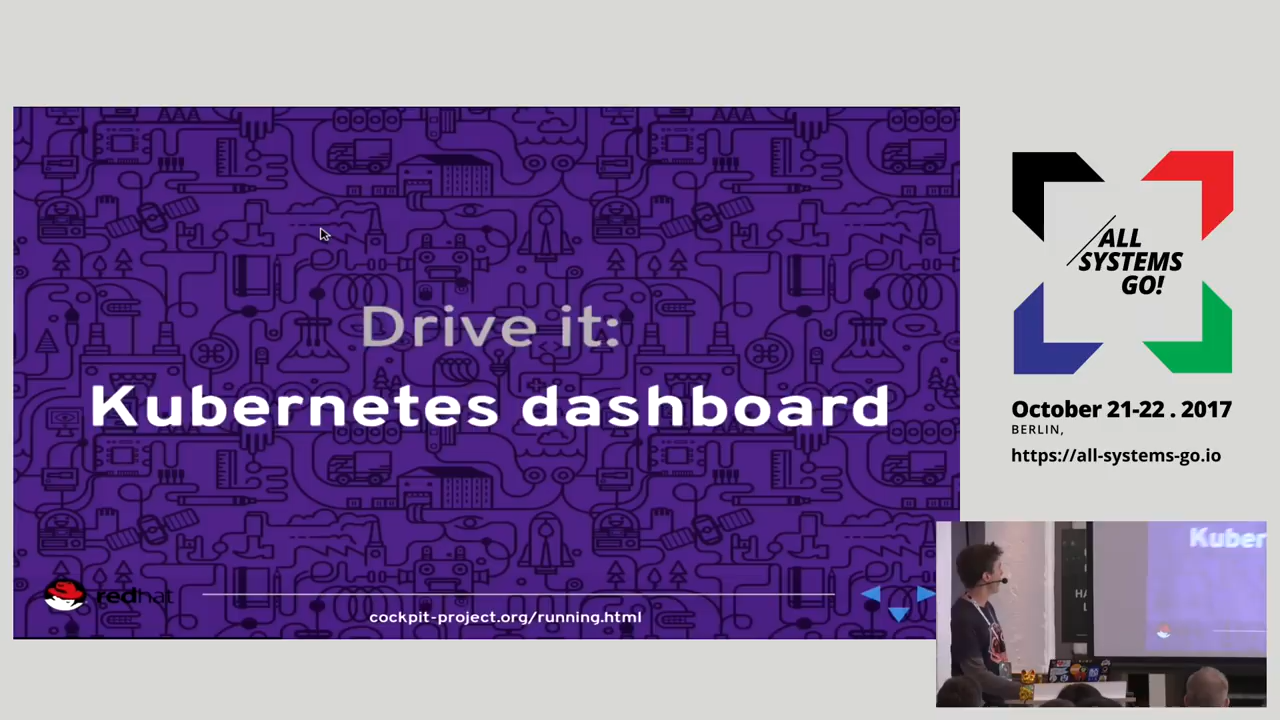 Drive it:
Kubernetes dashboard
redhat
cockpit-project.org/running.html
ALL
SYSTEMS
GO!
October 21-22 . 2017
BERLIN,
https://all-systems-go.io
Kuber
HA